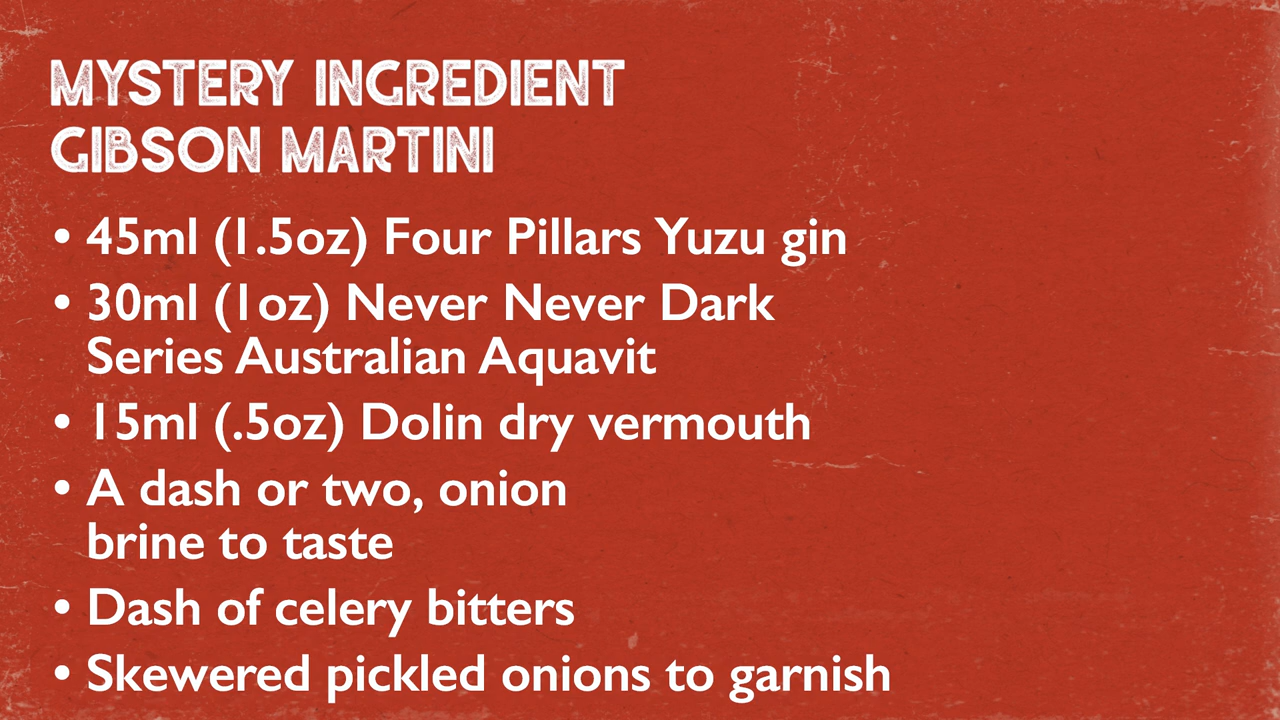 MYSTERY INGREDIENT
GIBSON MARTINI
• 45ml (1.5oz) Four Pillars Yuzu gin
• 30ml (1oz) Never Never Dark
Series Australian Aquavit
• 15ml (.5oz) Dolin dry vermouth
• A dash or two, onion
brine to taste
• Dash of celery bitters
• Skewered pickled onions to garnish